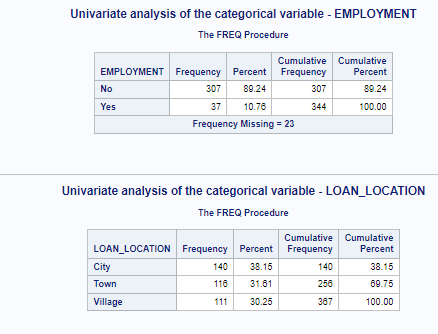 Univariate analysis of the categorical variable - EMPLOYMENT
The FREQ Procedure
EMPLOYMENT Frequency Percent Cumulative Frequency Cumulative Percent
No 307 89.24 307 89.24
Yes 37 10.76 344 100.00
Frequency Missing = 23
Univariate analysis of the categorical variable - LOAN_LOCATION
The FREQ Procedure
LOAN_LOCATION Frequency Percent Cumulative Frequency Cumulative Percent
City 140 38.15 140 38.15
Town 116 31.61 256 69.75
Village 111 30.25 367 100.00